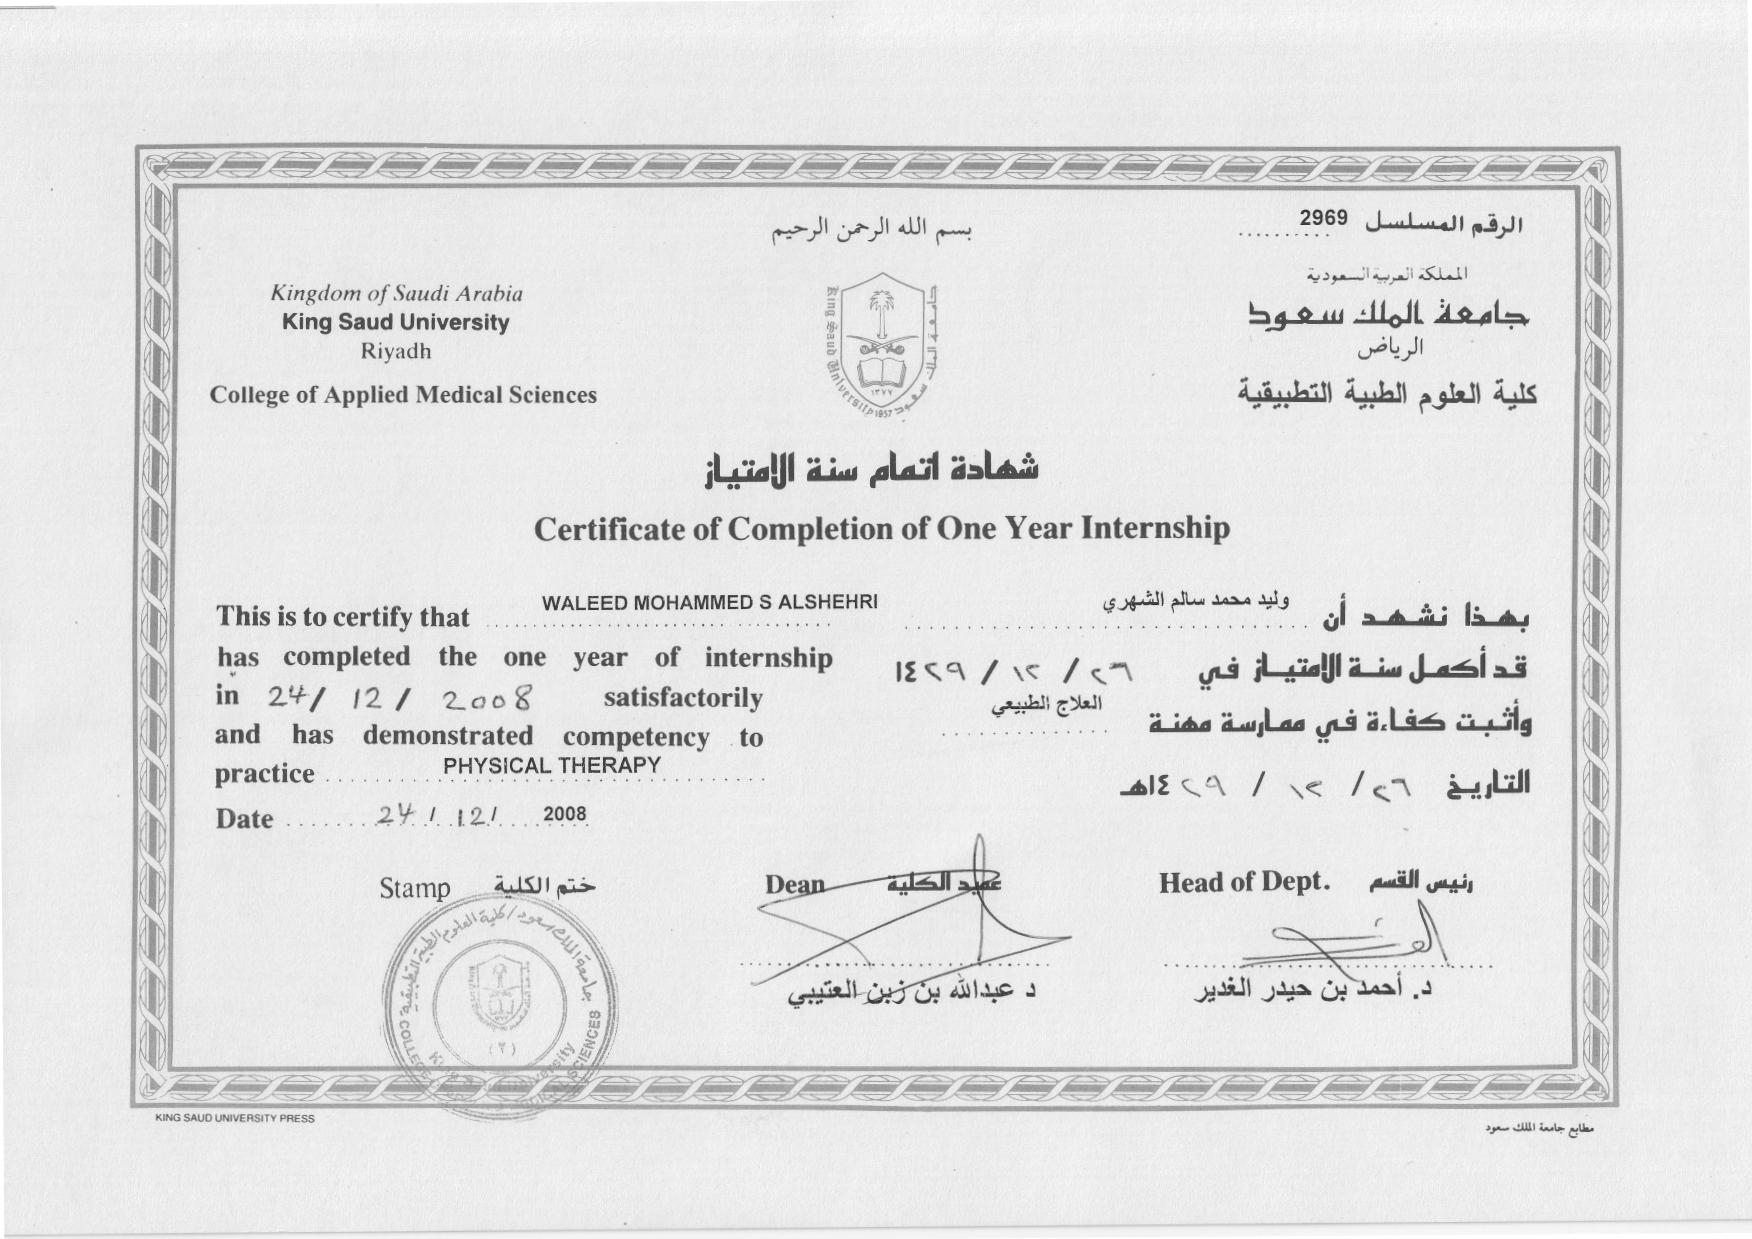 بسم الله الرحمن الرحيم
الرقم المسلسل 2969
Kingdom of Saudi Arabia
King Saud University
Riyadh
College of Applied Medical Sciences
King Saud University 1957
جامعة الملك سعود ١٣٧٧
المملكة العربية السعودية
جامعة الملك سعود
الرياض
كلية العلوم الطبية التطبيقية
شهادة اتمام سنة الامتياز
Certificate of Completion of One Year Internship
This is to certify that WALEED MOHAMMED S ALSHEHRI
has completed the one year of internship
in 24/ 12 / 2008 satisfactorily
and has demonstrated competency to
practice PHYSICAL THERAPY
Date 24 / 12 / 2008
بهذا نشهد أن وليد محمد سالم الشهري
قد أكمل سنة الامتياز في ٢٦ / ١٢ / ١٤٢٩
وأثبت كفاءة في ممارسة مهنة العلاج الطبيعي
التاريخ ٢٦ / ١٢ / ١٤٢٩هـ
Stamp ختم الكلية
Dean عميد الكلية
Head of Dept. رئيس القسم
جامعة الملك سعود / كلية العلوم الطبية التطبيقية
King Saud University
COLLEGE SCIENCES
(٢)
د عبدالله بن زبن العتيبي
د. أحمد بن حيدر الغدير
KING SAUD UNIVERSITY PRESS
مطابع جامعة الملك سعود